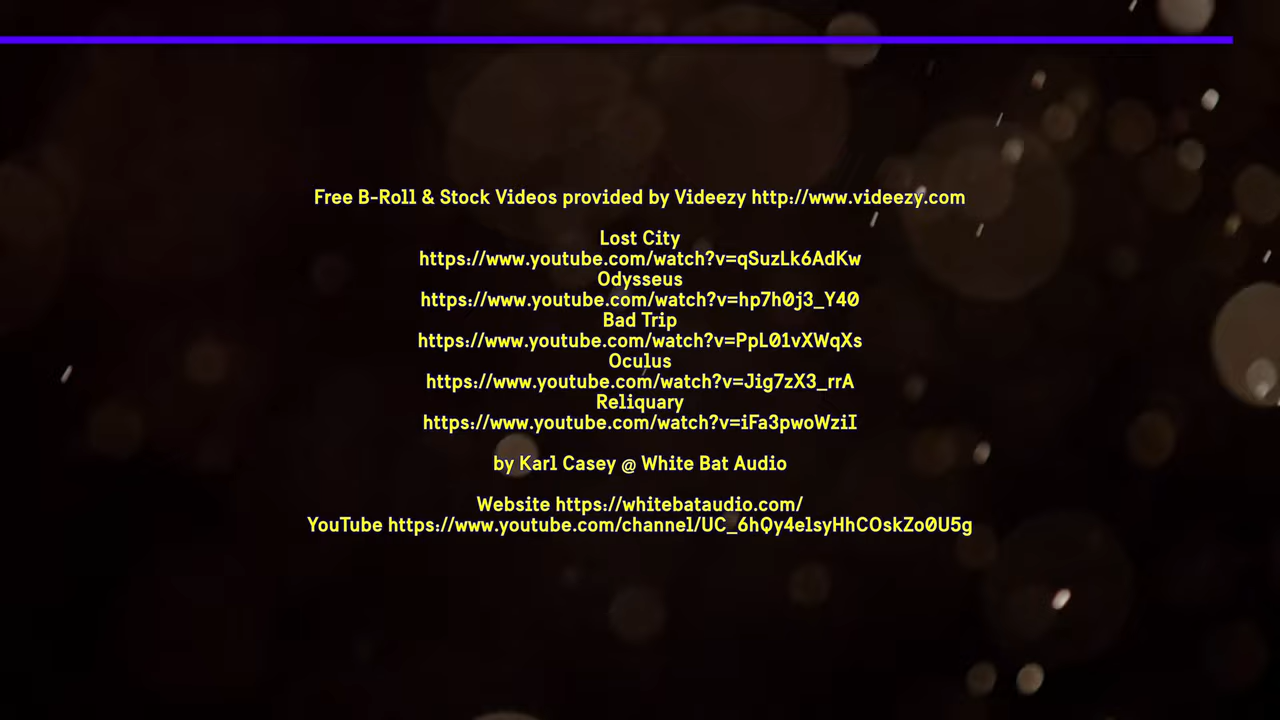 Free B-Roll & Stock Videos provided by Videezy http://www.videezy.com
Lost City
https://www.youtube.com/watch?v=qSuzLk6AdKw
Odysseus
https://www.youtube.com/watch?v=hp7h0j3_Y40
Bad Trip
https://www.youtube.com/watch?v=PpL01vXWqXs
Oculus
https://www.youtube.com/watch?v=Jig7zX3_rrA
Reliquary
https://www.youtube.com/watch?v=iFa3pwoWziI
by Karl Casey @ White Bat Audio
Website https://whitebataudio.com/
YouTube https://www.youtube.com/channel/UC_6hQy4elsyHhCOskZo0U5g